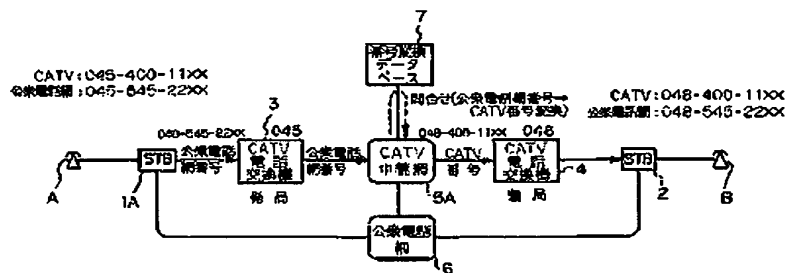 7
番号変換
データ
ベース
CATV:045-400-11XX
公衆電話網:045-645-22XX
問合せ(公衆電話網番号→
CATV番号変換)
CATV:048-400-11XX
公衆電話網:048-545-22XX
3
048-545-22XX
045
048-400-11XX
048
A
STB
1A
公衆電話
網番号
CATV
電話
交換機
発局
公衆電話
網番号
CATV
中継網
5A
CATV
番号
CATV
電話
交換機
4
着局
STB
2
B
公衆電話
網
6